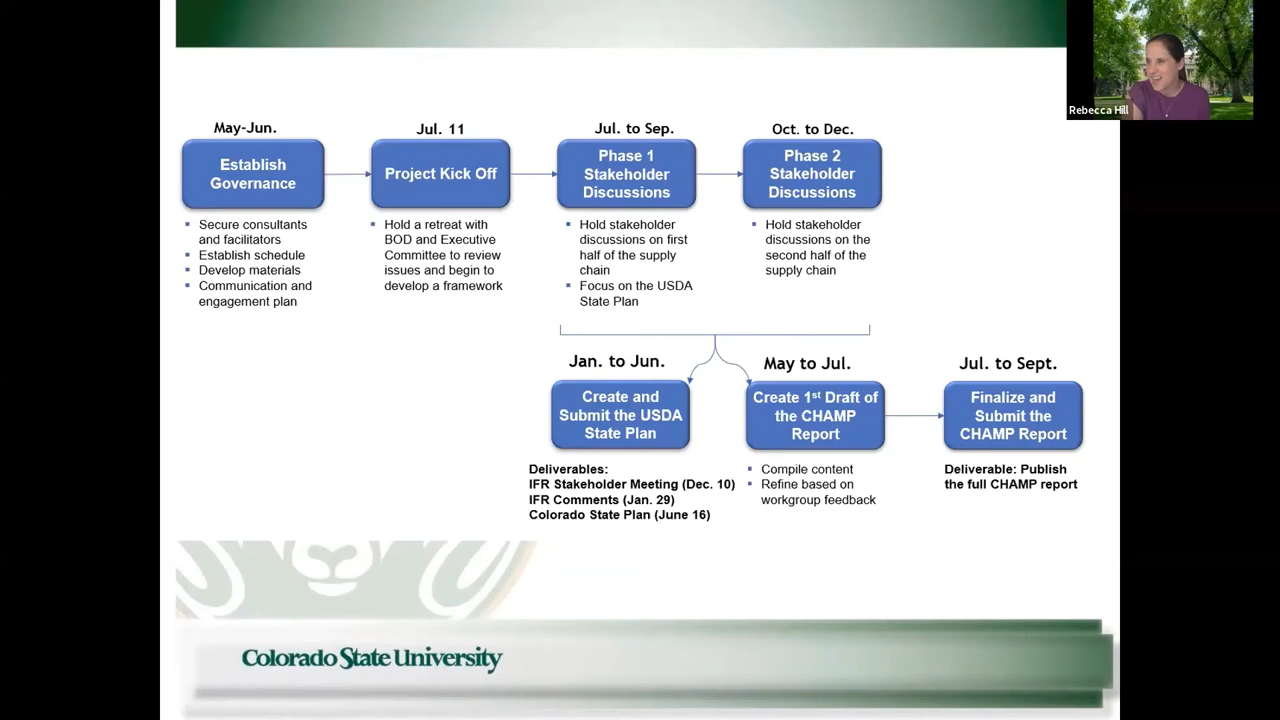 Rebecca Hill
May-Jun.
Establish
Governance
▪ Secure consultants
and facilitators
▪ Establish schedule
▪ Develop materials
▪ Communication and
engagement plan
Jul. 11
Project Kick Off
▪ Hold a retreat with
BOD and Executive
Committee to review
issues and begin to
develop a framework
Jul. to Sep.
Phase 1
Stakeholder
Discussions
▪ Hold stakeholder
discussions on first
half of the supply
chain
▪ Focus on the USDA
State Plan
Oct. to Dec.
Phase 2
Stakeholder
Discussions
▪ Hold stakeholder
discussions on the
second half of the
supply chain
Jan. to Jun.
Create and
Submit the USDA
State Plan
Deliverables:
IFR Stakeholder Meeting (Dec. 10)
IFR Comments (Jan. 29)
Colorado State Plan (June 16)
May to Jul.
Create 1st Draft of
the CHAMP
Report
▪ Compile content
▪ Refine based on
workgroup feedback
Jul. to Sept.
Finalize and
Submit the
CHAMP Report
Deliverable: Publish
the full CHAMP report
Colorado State University